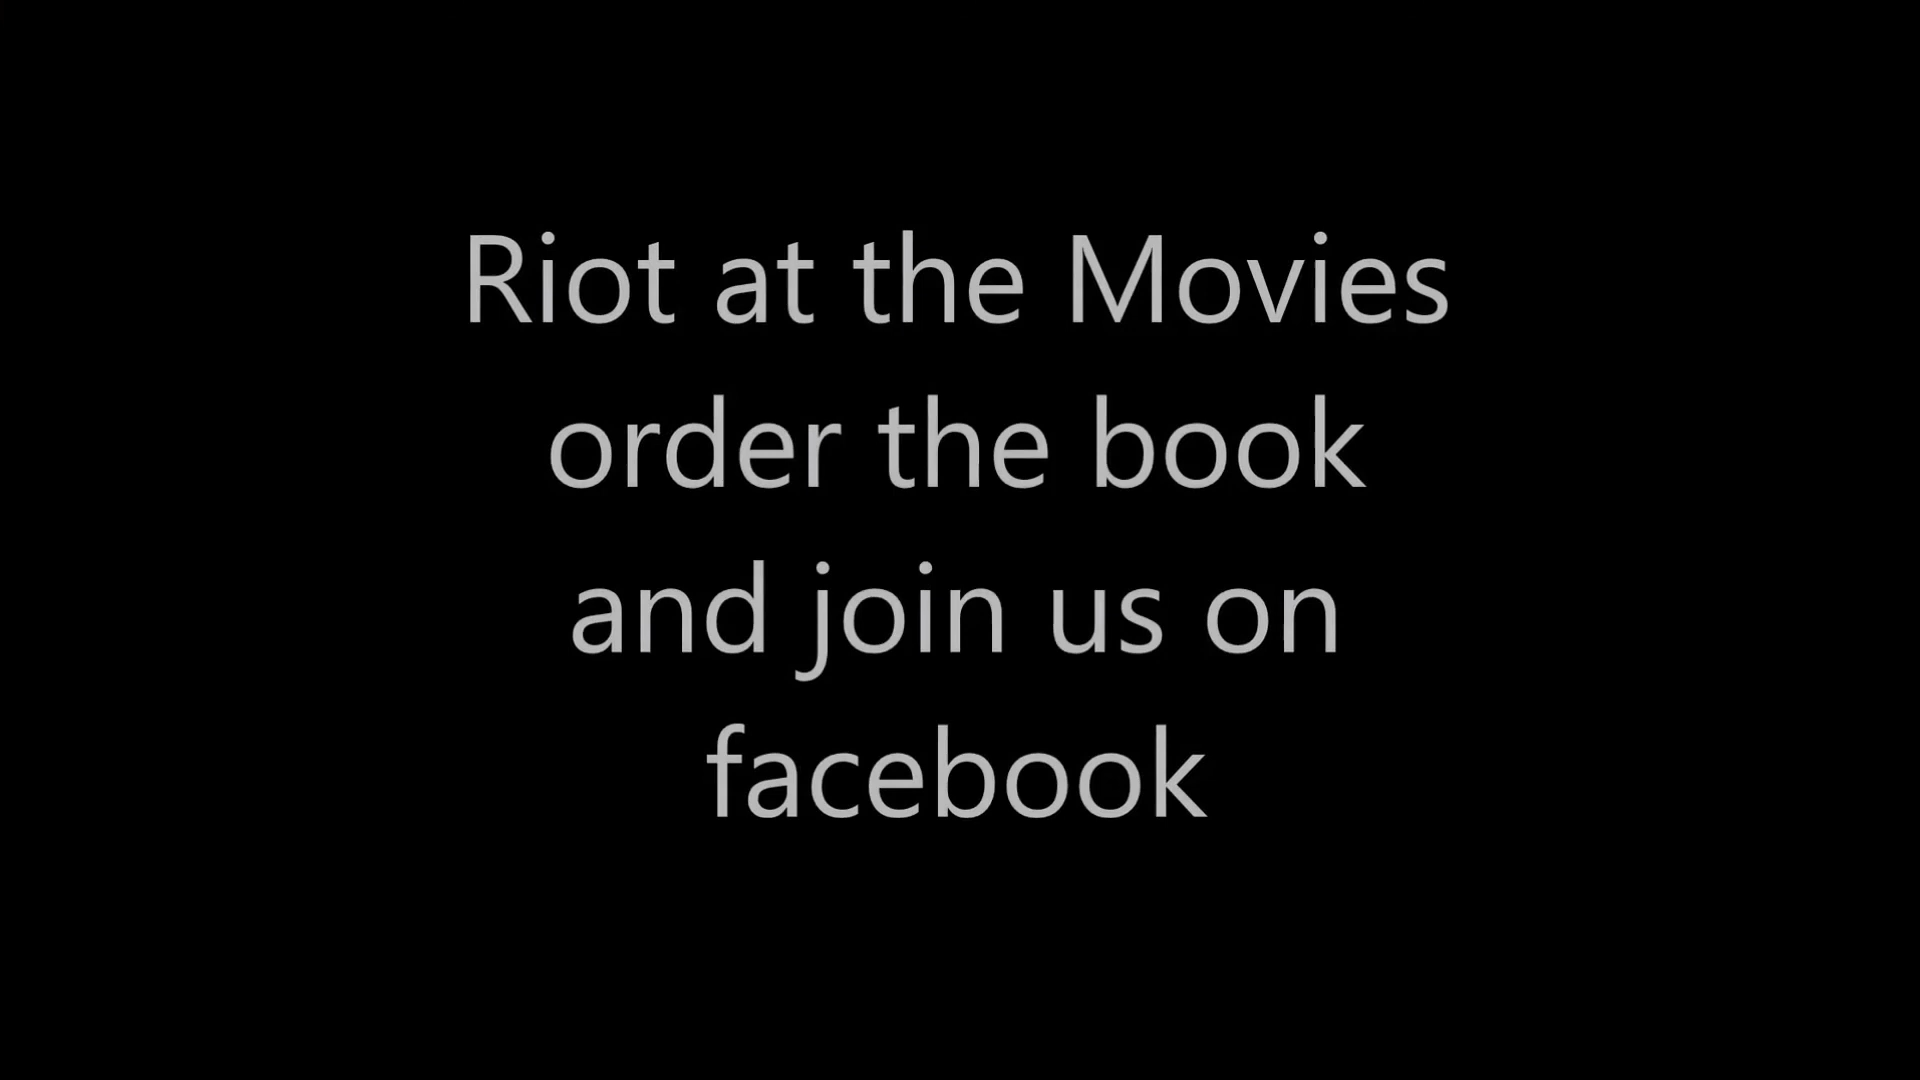 Riot at the Movies
order the book
and join us on
facebook